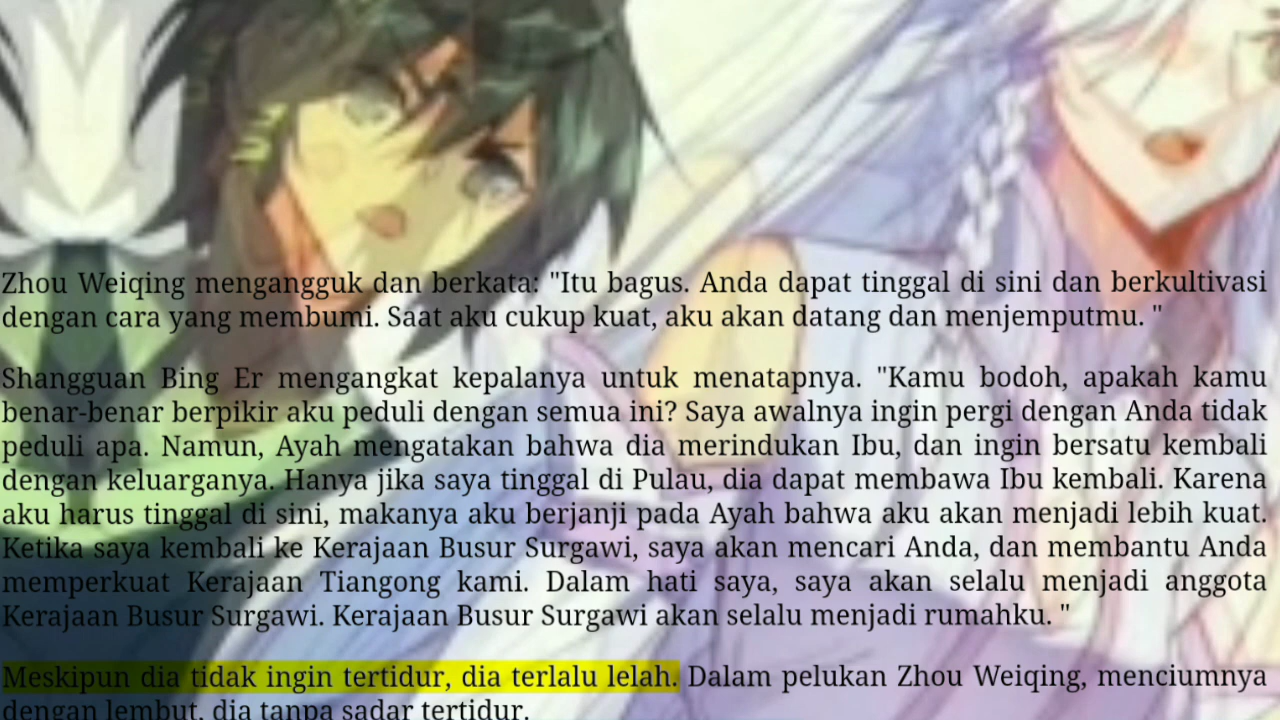 Zhou Weiqing mengangguk dan berkata: "Itu bagus. Anda dapat tinggal di sini dan berkultivasi
dengan cara yang membumi. Saat aku cukup kuat, aku akan datang dan menjemputmu. "
Shangguan Bing Er mengangkat kepalanya untuk menatapnya. "Kamu bodoh, apakah kamu
benar-benar berpikir aku peduli dengan semua ini? Saya awalnya ingin pergi dengan Anda tidak
peduli apa. Namun, Ayah mengatakan bahwa dia merindukan Ibu, dan ingin bersatu kembali
dengan keluarganya. Hanya jika saya tinggal di Pulau, dia dapat membawa Ibu kembali. Karena
aku harus tinggal di sini, makanya aku berjanji pada Ayah bahwa aku akan menjadi lebih kuat.
Ketika saya kembali ke Kerajaan Busur Surgawi, saya akan mencari Anda, dan membantu Anda
memperkuat Kerajaan Tiangong kami. Dalam hati saya, saya akan selalu menjadi anggota
Kerajaan Busur Surgawi. Kerajaan Busur Surgawi akan selalu menjadi rumahku. "
Meskipun dia tidak ingin tertidur, dia terlalu lelah. Dalam pelukan Zhou Weiqing, menciumnya
dengan lembut, dia tanpa sadar tertidur.